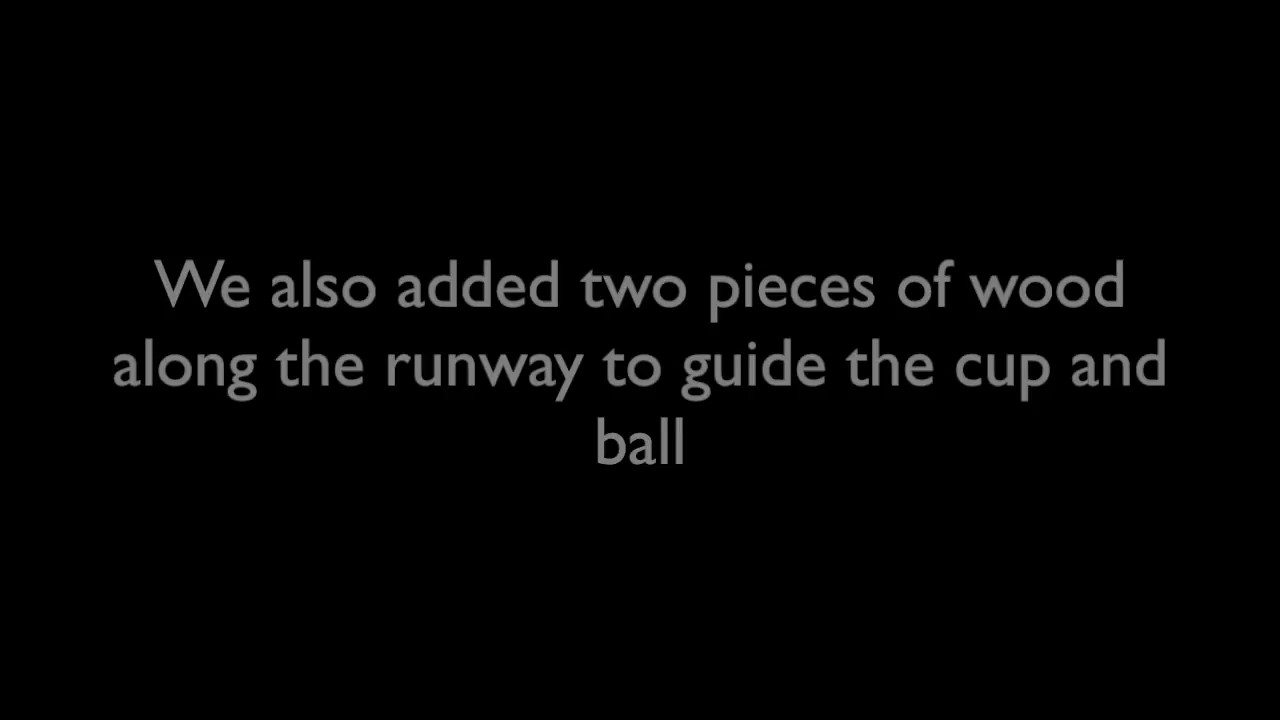 We also added two pieces of wood
along the runway to guide the cup and
ball